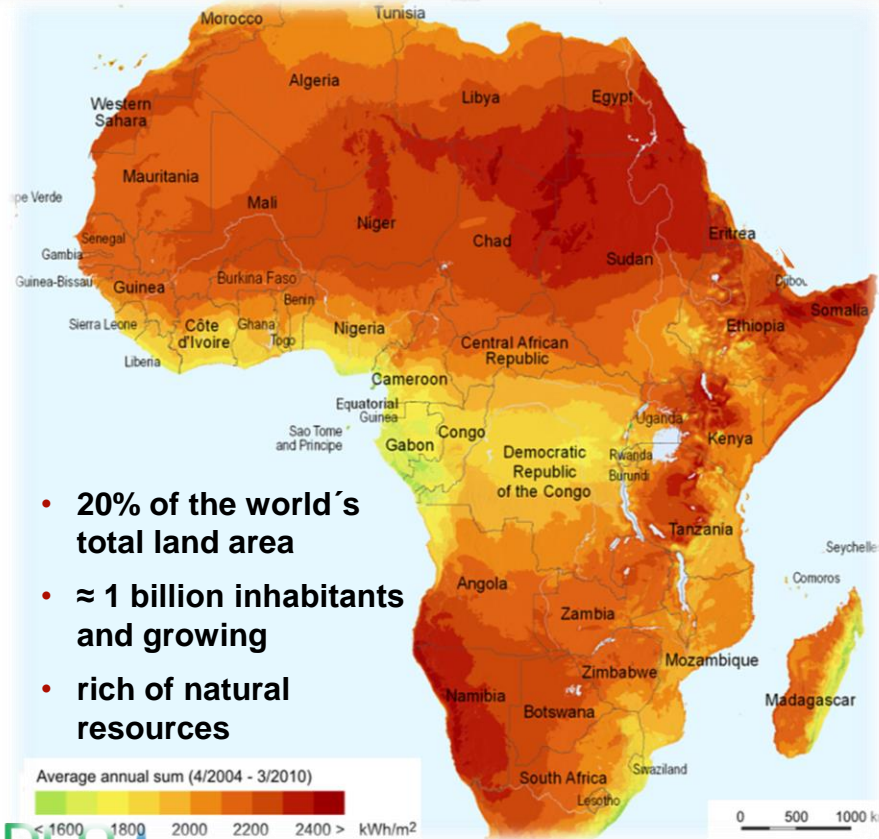 Morocco
Tunisia
Algeria
Libya
Egypt
Western
Sahara
Mauritania
Mali
Niger
Chad
Sudan
Eritrea
pe Verde
Senegal
Gambia
Guinea-Bissau
Guinea
Burkina Faso
Benin
Djibou
Somalia
Sierra Leone
Côte
d'Ivoire
Ghana
Togo
Nigeria
Ethiopia
Liberia
Central African
Republic
Cameroon
Equatorial
Guinea
Sao Tome
and Principe
Gabon
Congo
Uganda
Kenya
Democratic
Republic
of the Congo
Rwanda
Burundi
Tanzania
Seychelle
Comoros
• 20% of the world´s
total land area
• ≈ 1 billion inhabitants
and growing
• rich of natural
resources
Angola
Zambia
Zimbabwe
Mozambique
Madagascar
Namibia
Botswana
Swaziland
South Africa
Lesotho
Average annual sum (4/2004 - 3/2010)
< 1600 1800 2000 2200 2400 > kWh/m2
0 500 1000 k